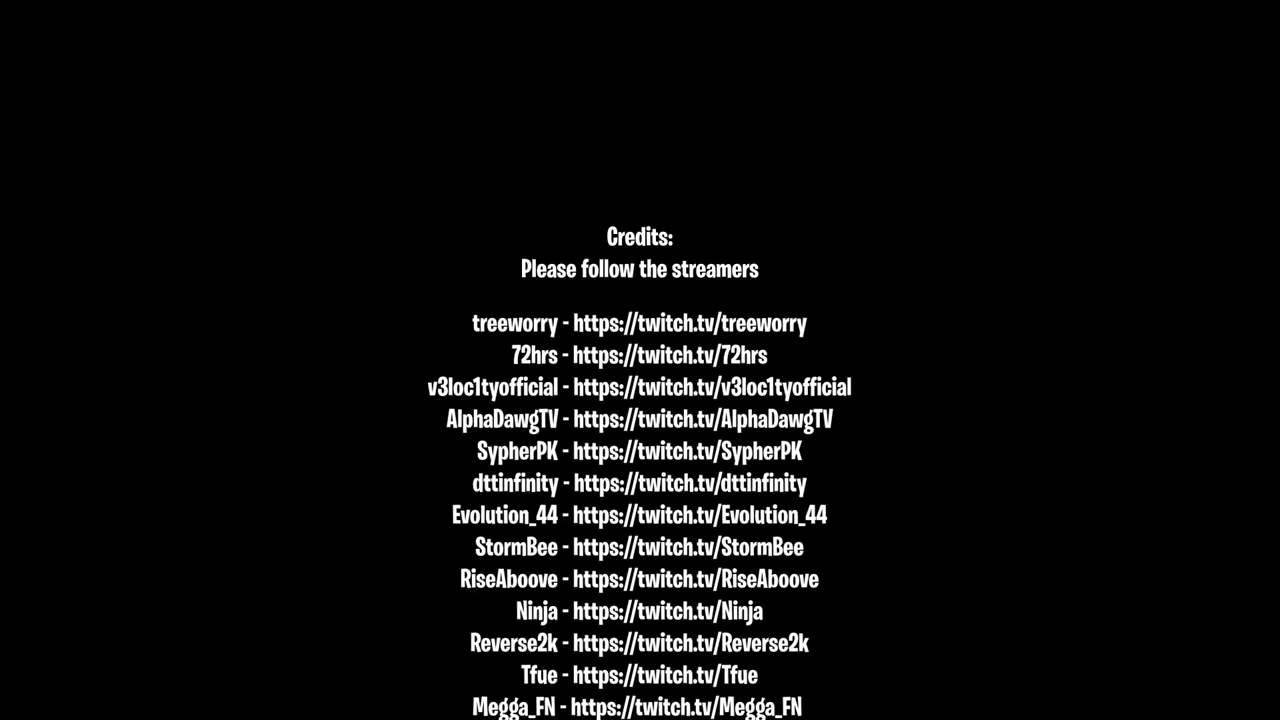 Credits:
Please follow the streamers
treeworry - https://twitch.tv/treeworry
72hrs - https://twitch.tv/72hrs
v3loc1tyofficial - https://twitch.tv/v3loc1tyofficial
AlphaDawgTV - https://twitch.tv/AlphaDawgTV
SypherPK - https://twitch.tv/SypherPK
dttinfinity - https://twitch.tv/dttinfinity
Evolution_44 - https://twitch.tv/Evolution_44
StormBee - https://twitch.tv/StormBee
RiseAboove - https://twitch.tv/RiseAboove
Ninja - https://twitch.tv/Ninja
Reverse2k - https://twitch.tv/Reverse2k
Tfue - https://twitch.tv/Tfue
Megga_FN - https://twitch.tv/Megga_FN